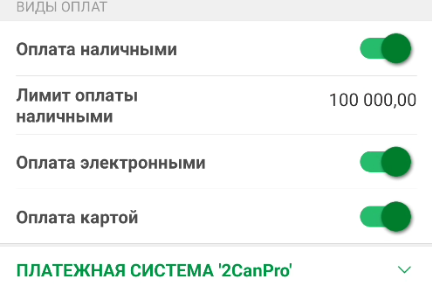 ВИДЫ ОПЛАТ
Оплата наличными
Лимит оплаты
100 000,00
наличными
Оплата электронными
Оплата картой
ПЛАТЕЖНАЯ СИСТЕМА '2CanPro'